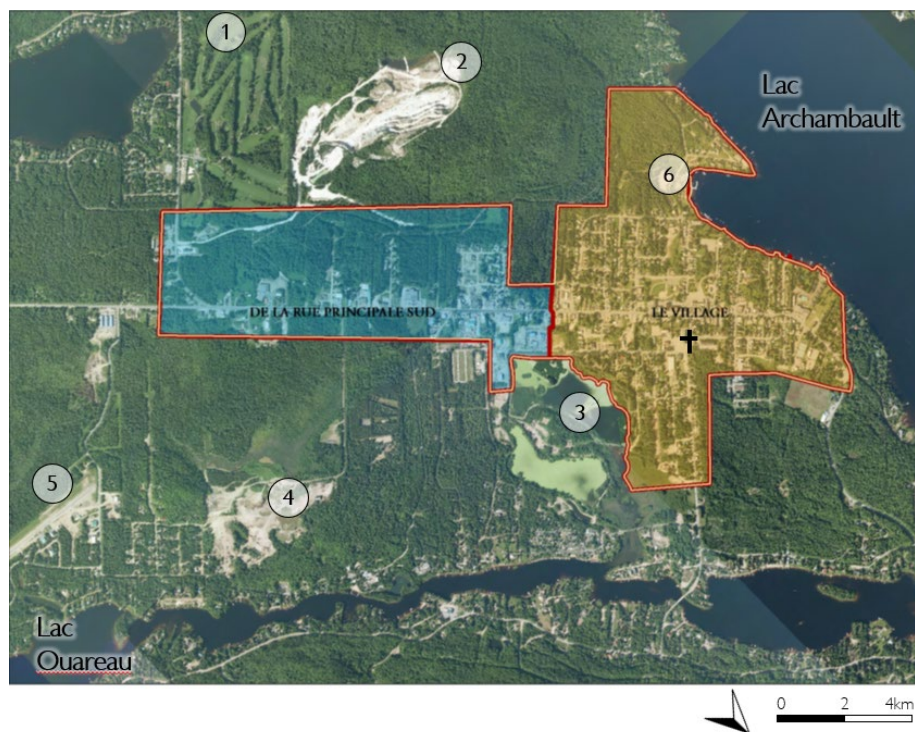 1
2
Lac
Archambault
6
DE LA RUE PRINCIPALE SUD
LE VILLAGE
3
5
4
Lac
Ouareau
0 2 4km